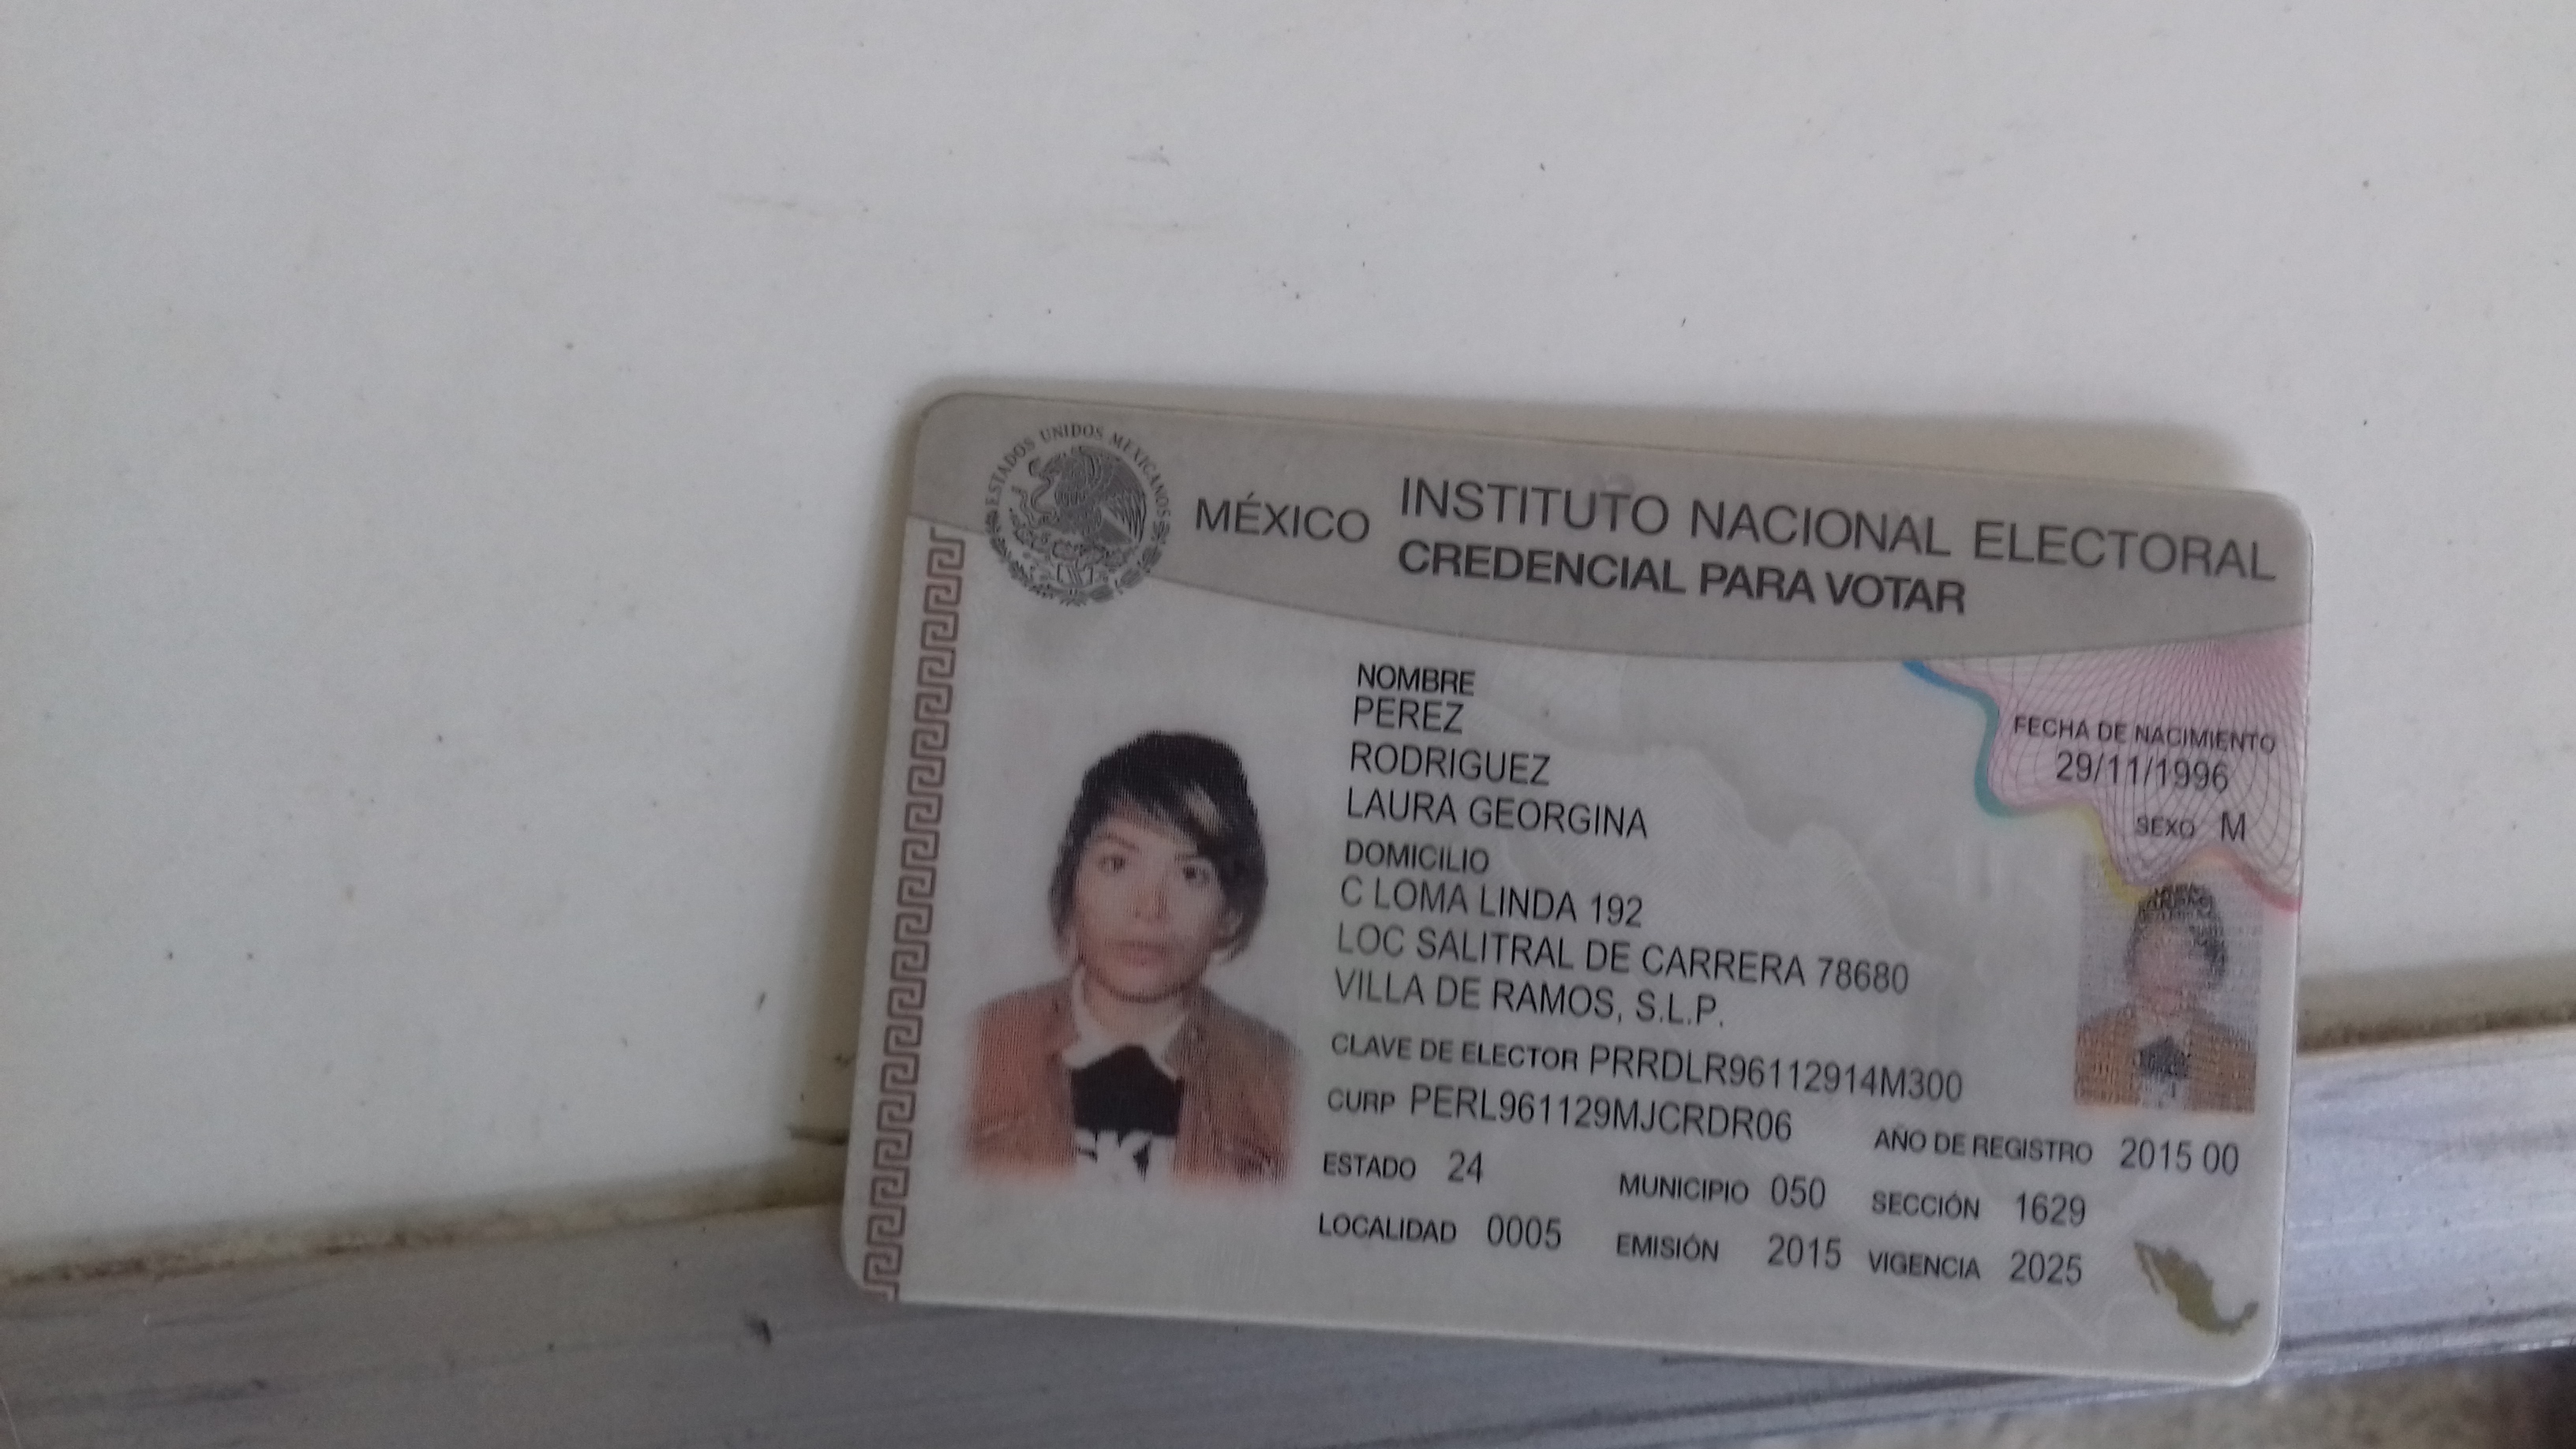 ESTADOS UNIDOS MEXICANOS
MÉXICO INSTITUTO NACIONAL ELECTORAL
CREDENCIAL PARA VOTAR
NOMBRE
PEREZ
RODRIGUEZ
LAURA GEORGINA
FECHA DE NACIMIENTO
29/11/1996
SEXO M
DOMICILIO
C LOMA LINDA 192
LOC SALITRAL DE CARRERA 78680
VILLA DE RAMOS, S.L.P.
CLAVE DE ELECTOR PRRDLR96112914M300
CURP PERL961129MJCRDR06 AÑO DE REGISTRO 2015 00
ESTADO 24 MUNICIPIO 050 SECCIÓN 1629
LOCALIDAD 0005 EMISIÓN 2015 VIGENCIA 2025